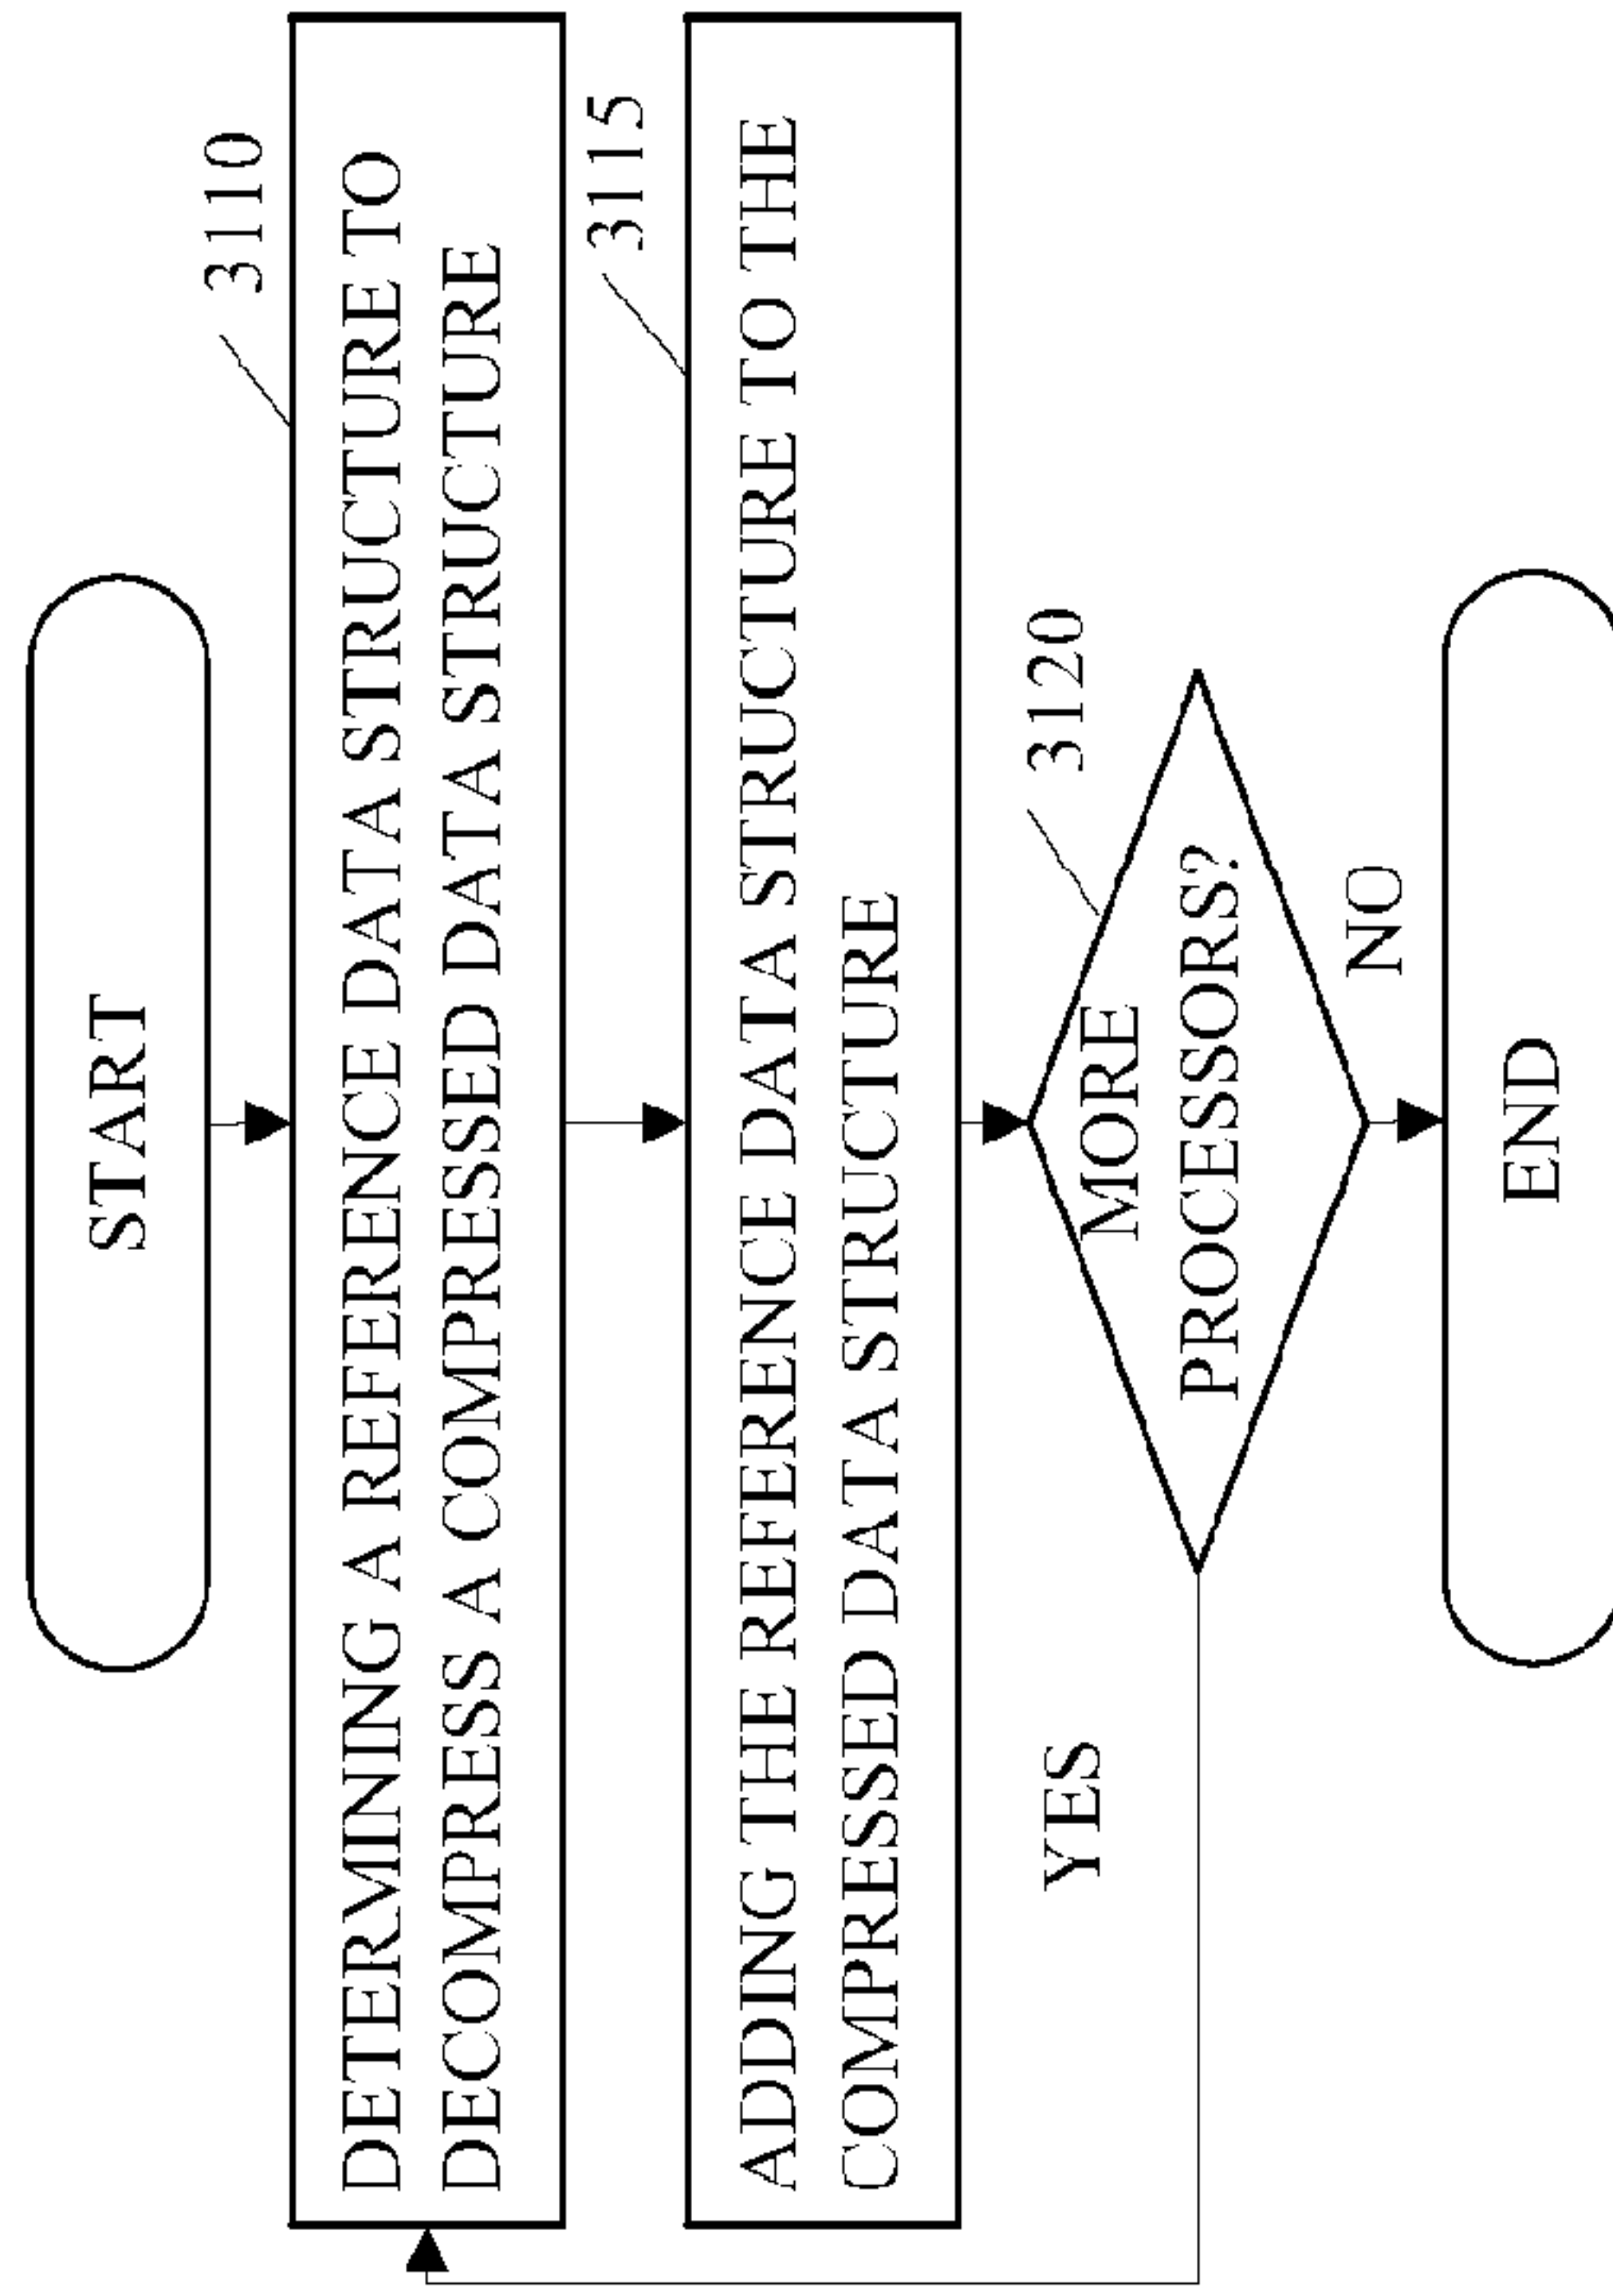 START
3110
DETERMINING A REFERENCE DATA STRUCTURE TO
DECOMPRESS A COMPRESSED DATA STRUCTURE
3115
ADDING THE REFERENCE DATA STRUCTURE TO THE
COMPRESSED DATA STRUCTURE
3120
MORE
PROCESSORS?
YES
NO
END